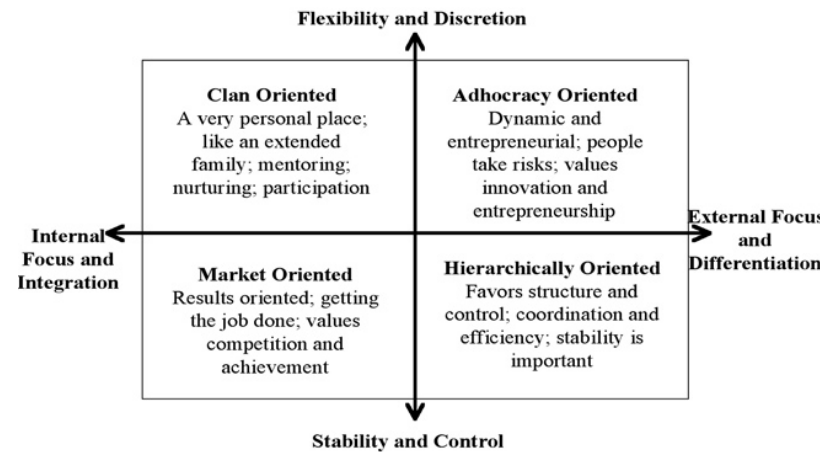 Flexibility and Discretion
Clan Oriented
A very personal place;
like an extended
family; mentoring;
nurturing; participation
Adhocracy Oriented
Dynamic and
entrepreneurial; people
take risks; values
innovation and
entrepreneurship
Internal
Focus and
Integration
External Focus
and
Differentiation
Market Oriented
Results oriented; getting
the job done; values
competition and
achievement
Hierarchically Oriented
Favors structure and
control; coordination and
efficiency; stability is
important
Stability and Control